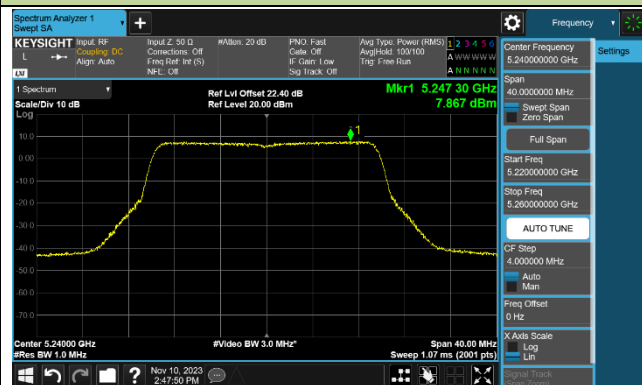 Spectrum Analyzer 1
Swept SA
Frequency
KEYSIGHT
Input: RF
Coupling: DC
Align: Auto
Input Z: 50 Ω
Corrections: Off
Freq Ref: Int (S)
NFE: Off
#Atten: 20 dB
PNO: Fast
Gate: Off
IF Gain: Low
Sig Track: Off
Avg Type: Power (RMS)
Avg|Hold: 100/100
Trig: Free Run
1 2 3 4 5 6
A W W W W W
A N N N N N
L
LXI
1 Spectrum
Scale/Div 10 dB
Log
Ref Lvl Offset 22.40 dB
Ref Level 20.00 dBm
Mkr1 5.247 30 GHz
7.867 dBm
1
10.0
0.00
-10.0
-20.0
-30.0
-40.0
-50.0
-60.0
-70.0
Center 5.24000 GHz
#Res BW 1.0 MHz
#Video BW 3.0 MHz*
Span 40.00 MHz
Sweep 1.07 ms (2001 pts)
Nov 10, 2023
2:47:50 PM
Center Frequency
5.240000000 GHz
Settings
Span
40.0000000 MHz
Swept Span
Zero Span
Full Span
Start Freq
5.220000000 GHz
Stop Freq
5.260000000 GHz
AUTO TUNE
CF Step
4.000000 MHz
Auto
Man
Freq Offset
0 Hz
X Axis Scale
Log
Lin
Signal Track
(Span Zoom)